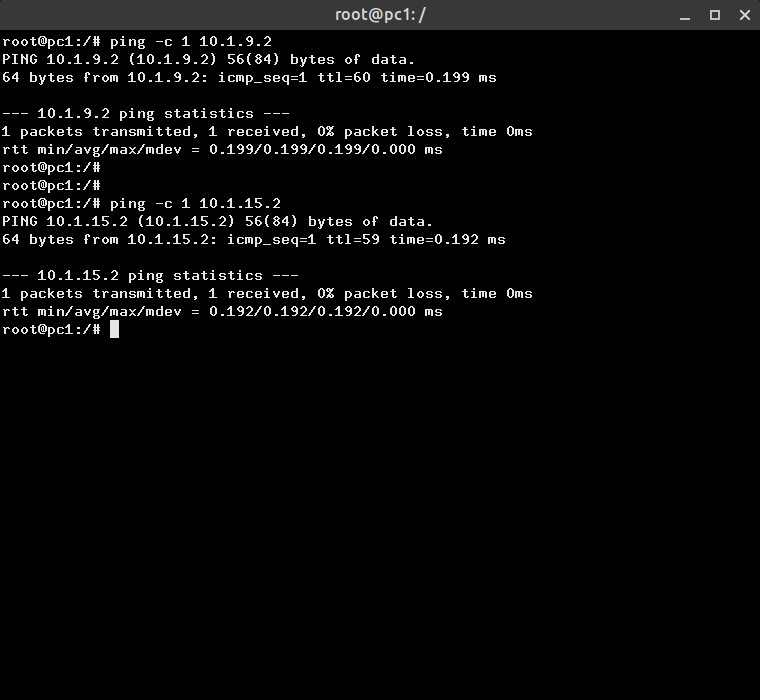 root@pc1: /
root@pc1:/# ping -c 1 10.1.9.2
PING 10.1.9.2 (10.1.9.2) 56(84) bytes of data.
64 bytes from 10.1.9.2: icmp_seq=1 ttl=60 time=0.199 ms

--- 10.1.9.2 ping statistics ---
1 packets transmitted, 1 received, 0% packet loss, time 0ms
rtt min/avg/max/mdev = 0.199/0.199/0.199/0.000 ms
root@pc1:/#
root@pc1:/#
root@pc1:/# ping -c 1 10.1.15.2
PING 10.1.15.2 (10.1.15.2) 56(84) bytes of data.
64 bytes from 10.1.15.2: icmp_seq=1 ttl=59 time=0.192 ms

--- 10.1.15.2 ping statistics ---
1 packets transmitted, 1 received, 0% packet loss, time 0ms
rtt min/avg/max/mdev = 0.192/0.192/0.192/0.000 ms
root@pc1:/#